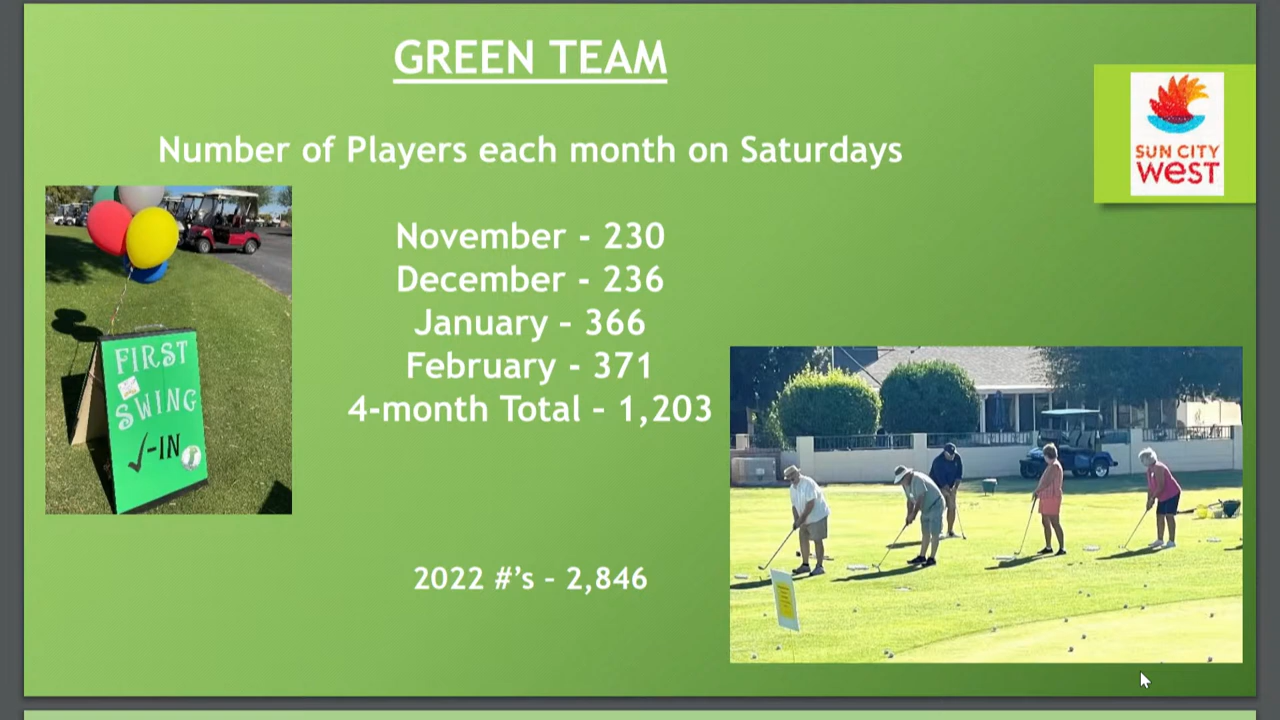 GREEN TEAM
Number of Players each month on Saturdays
SUN CITY
WEST
November - 230
December - 236
January – 366
February - 371
4-month Total – 1,203
FIRST
SWING
✓-IN
2022 #’s – 2,846